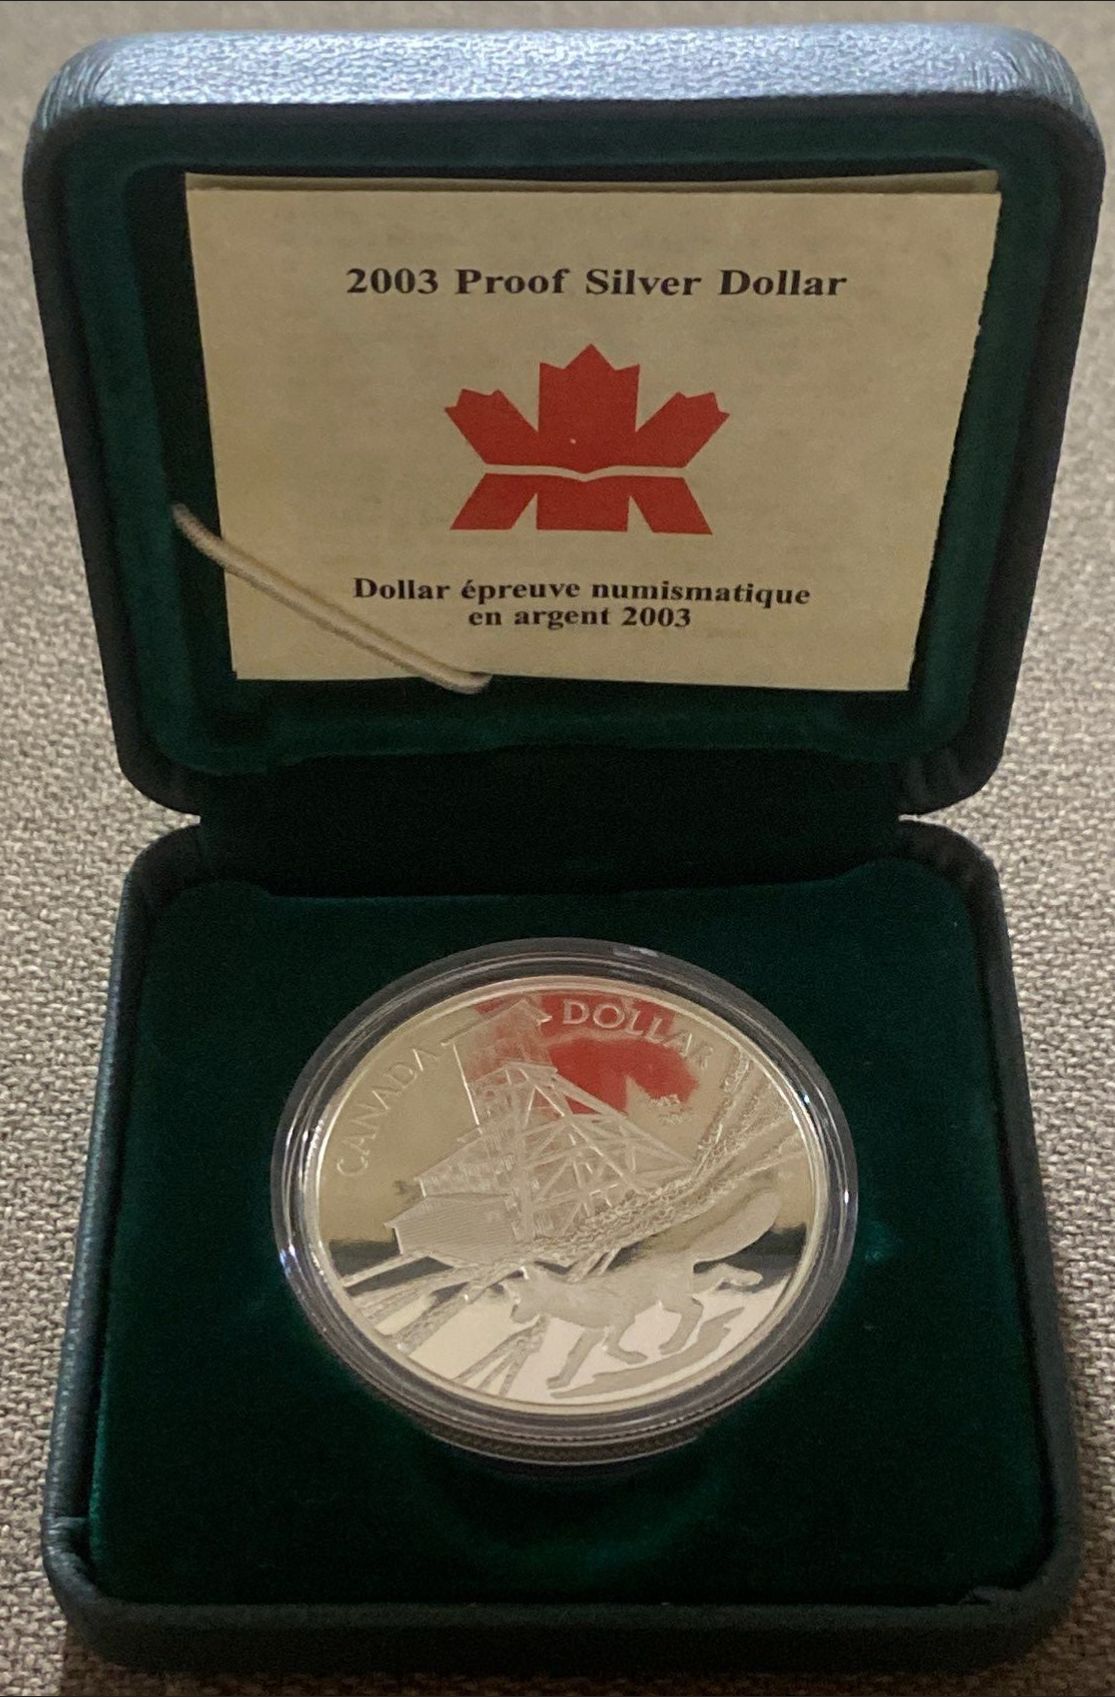 2003 Proof Silver Dollar
Dollar épreuve numismatique
en argent 2003
CANADA
DOLLAR